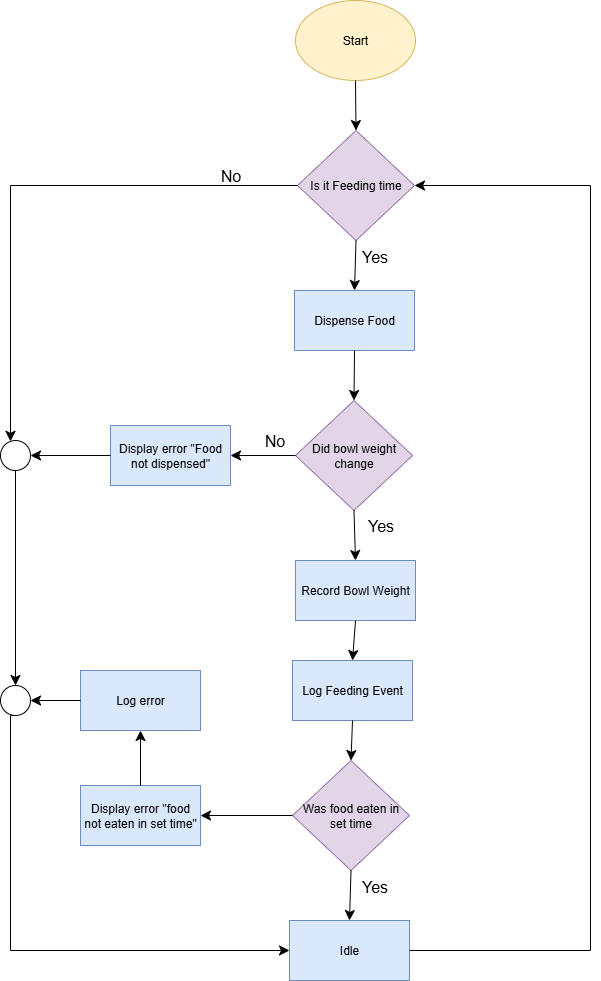 Start
No
Is it Feeding time
Yes
Dispense Food
Display error "Food
not dispensed"
No
Did bowl weight
change
Yes
Record Bowl Weight
Log error
Log Feeding Event
Display error "food
not eaten in set time"
Was food eaten in
set time
Yes
Idle